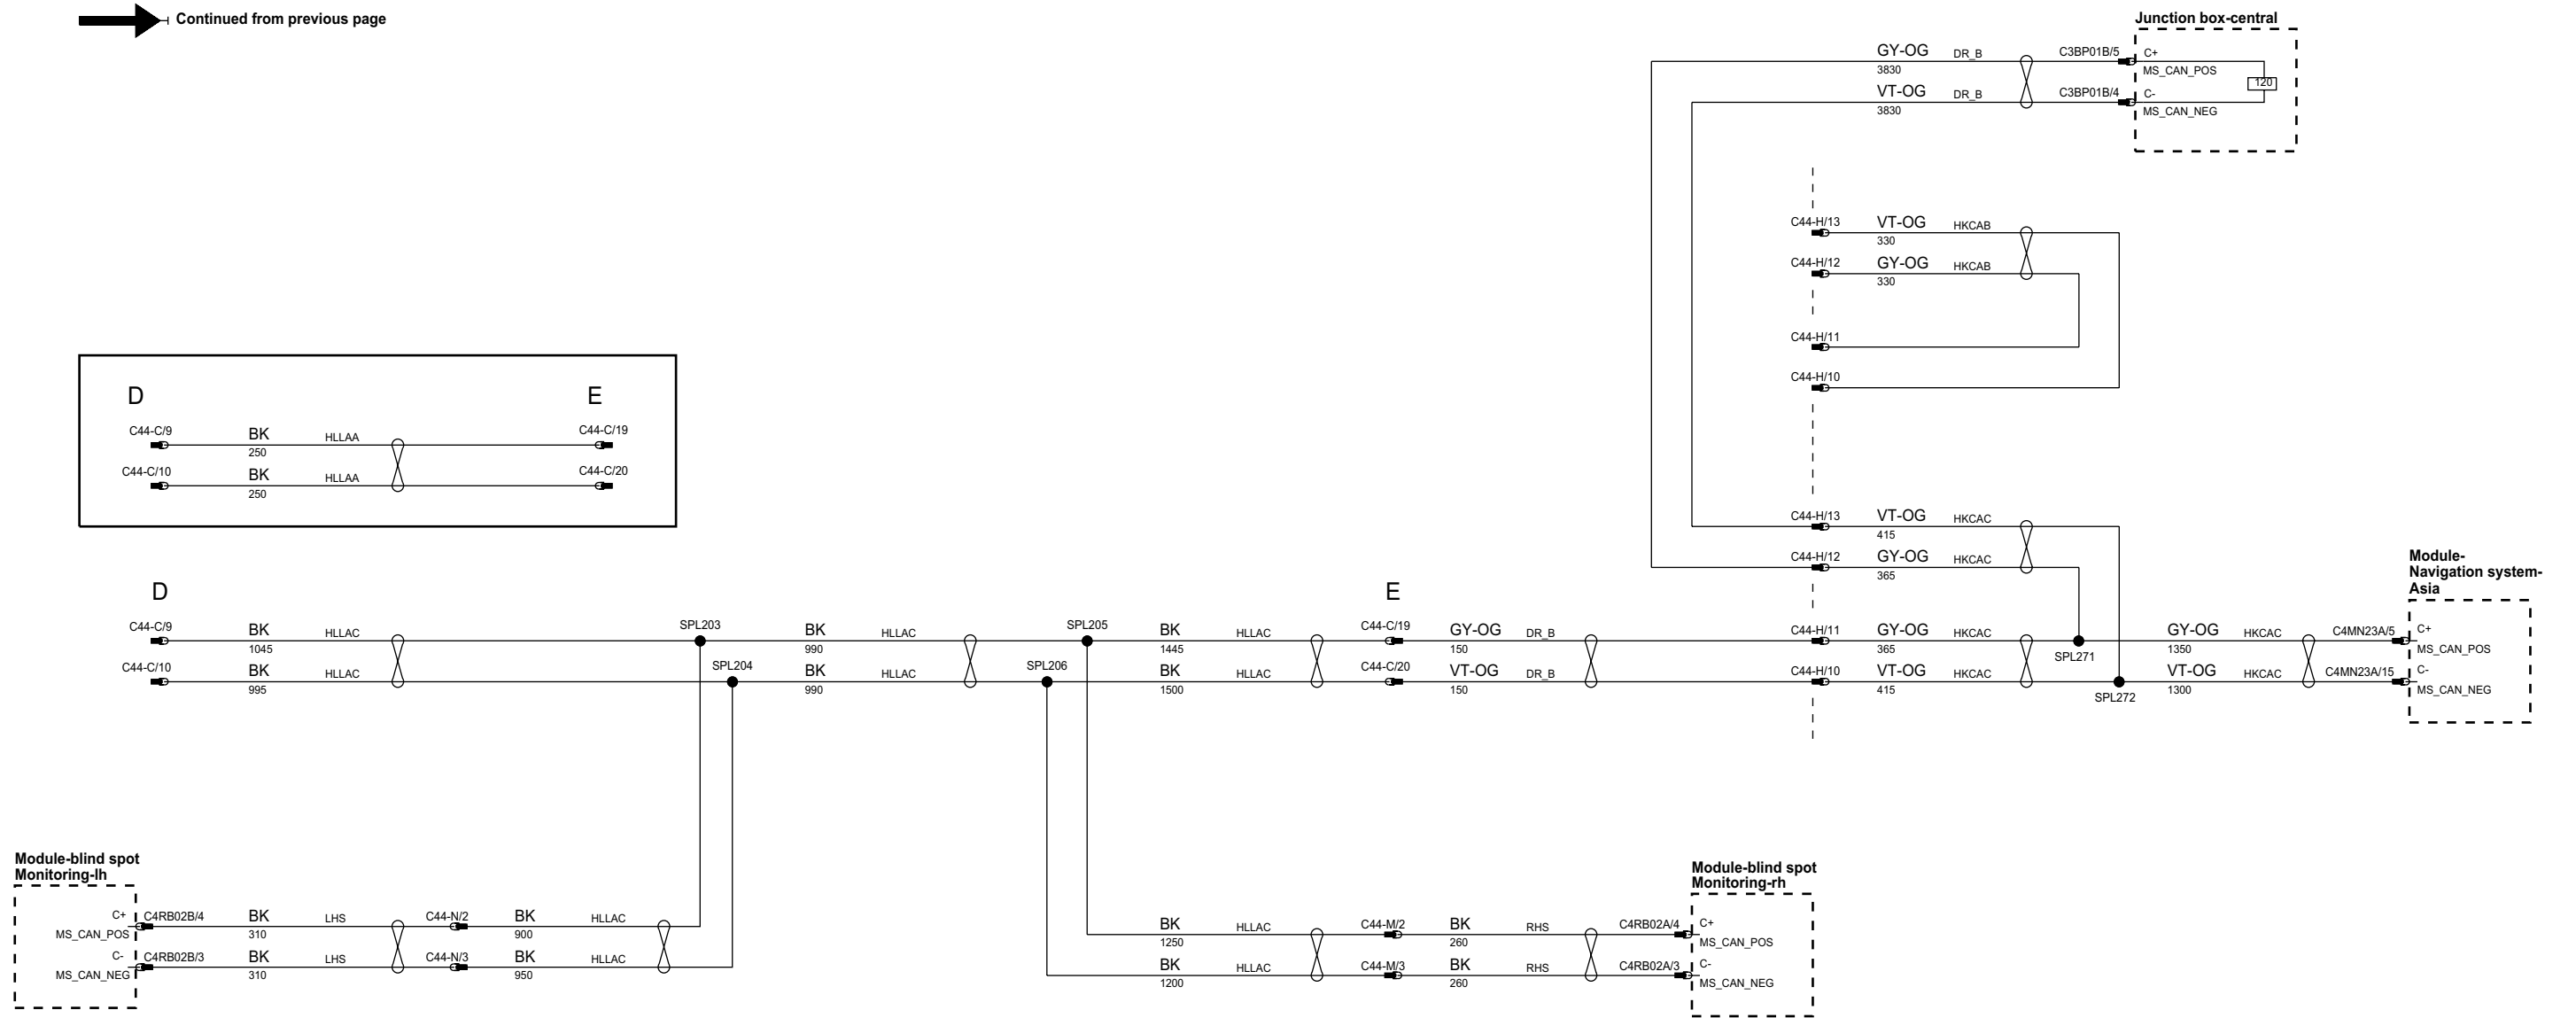 Continued from previous page
Junction box-central
GY-OG DR_B C3BP01B/5 C+
3830 MS_CAN_POS
120
VT-OG DR_B C3BP01B/4 C-
3830 MS_CAN_NEG
C44-H/13 VT-OG HKCAB
330
C44-H/12 GY-OG HKCAB
330
C44-H/11
C44-H/10
D E
C44-C/9 BK HLLAA C44-C/19
250
C44-C/10 BK HLLAA C44-C/20
250
C44-H/13 VT-OG HKCAC
415
C44-H/12 GY-OG HKCAC
365
Module-
Navigation system-
Asia
D E
C44-C/9 BK HLLAC SPL203 BK HLLAC SPL205 BK HLLAC C44-C/19 GY-OG DR_B C44-H/11 GY-OG HKCAC GY-OG HKCAC C4MN23A/5 C+
1045 990 1445 150 365 SPL271 1350 MS_CAN_POS
C44-C/10 BK HLLAC SPL204 BK HLLAC SPL206 BK HLLAC C44-C/20 VT-OG DR_B C44-H/10 VT-OG HKCAC VT-OG HKCAC C4MN23A/15 C-
995 990 1500 150 415 SPL272 1300 MS_CAN_NEG
Module-blind spot
Monitoring-lh
C+ C4RB02B/4 BK LHS C44-N/2 BK HLLAC
MS_CAN_POS 310 900
C- C4RB02B/3 BK LHS C44-N/3 BK HLLAC
MS_CAN_NEG 310 950
Module-blind spot
Monitoring-rh
BK HLLAC C44-M/2 BK RHS C4RB02A/4 C+
1250 260 MS_CAN_POS
BK HLLAC C44-M/3 BK RHS C4RB02A/3 C-
1200 260 MS_CAN_NEG